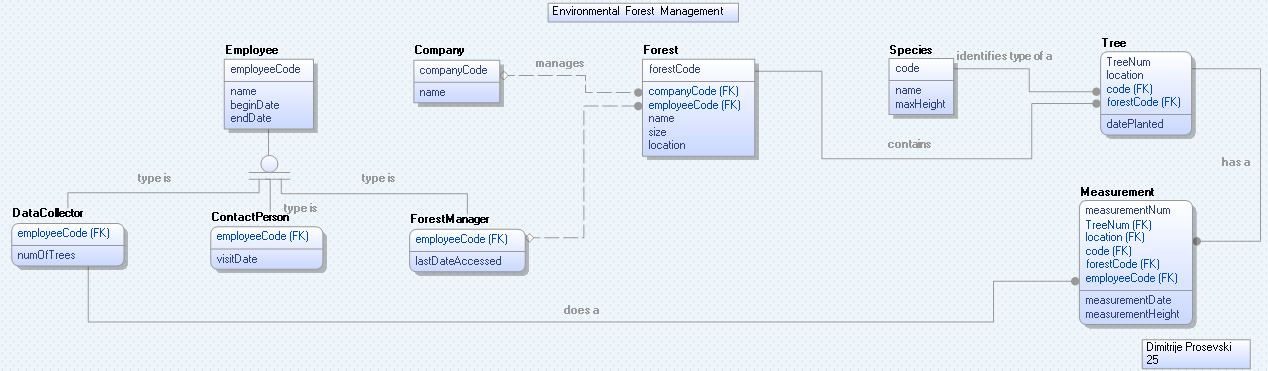 Environmental Forest Management
Employee
employeeCode
name
beginDate
endDate
Company
companyCode
name
manages
Forest
forestCode
companyCode (FK)
employeeCode (FK)
name
size
location
Species
code
name
maxHeight
identifies type of a
Tree
TreeNum
location
code (FK)
forestCode (FK)
datePlanted
contains
has a
type is
type is
type is
DataCollector
employeeCode (FK)
numOfTrees
ContactPerson
employeeCode (FK)
visitDate
ForestManager
employeeCode (FK)
lastDateAccessed
Measurement
measurementNum
TreeNum (FK)
location (FK)
code (FK)
forestCode (FK)
employeeCode (FK)
measurementDate
measurementHeight
does a
Dimitrije Prosevski
25